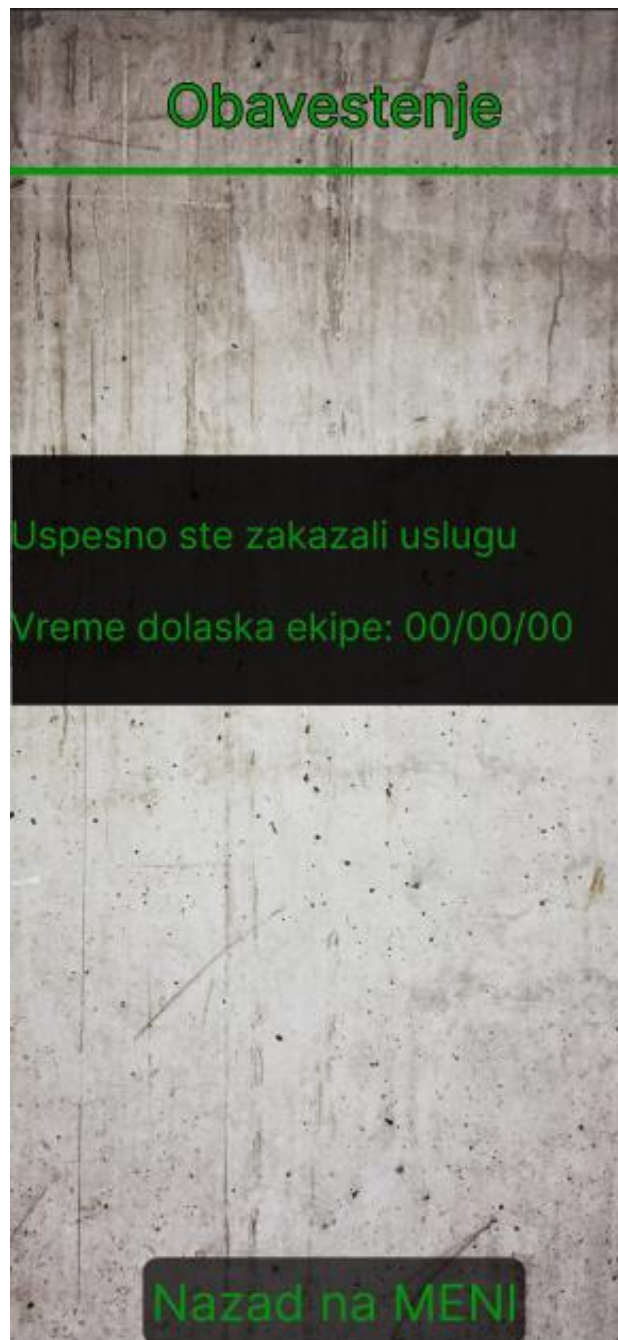 Obavestenje
Uspesno ste zakazali uslugu
Vreme dolaska ekipe: 00/00/00
Nazad na MENI